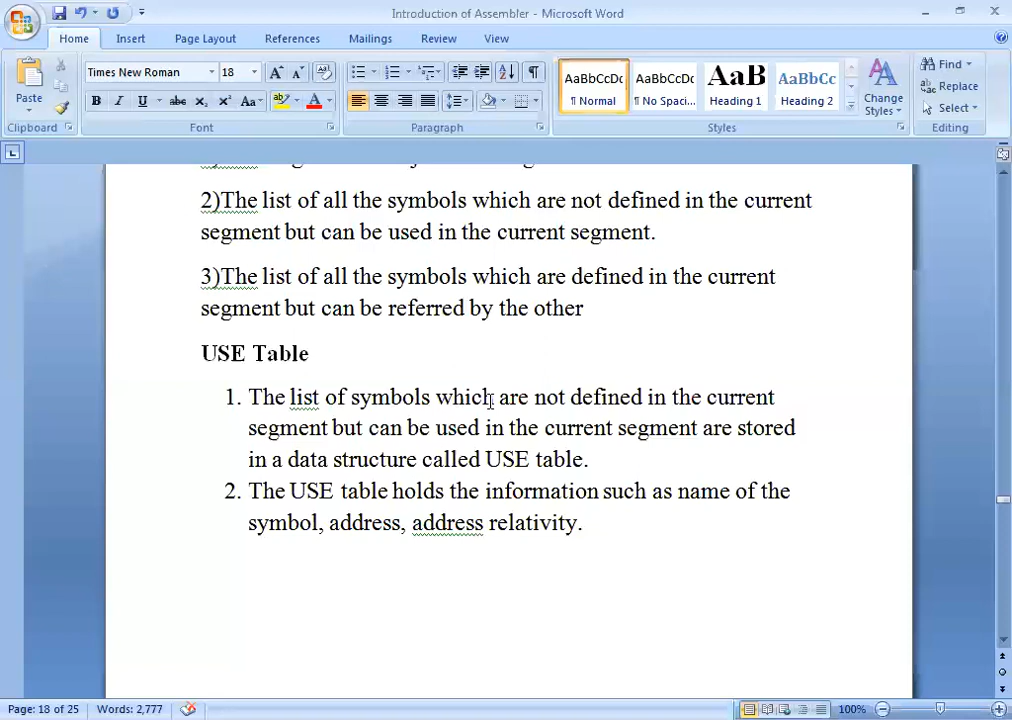 Introduction of Assembler - Microsoft Word
Home Insert Page Layout References Mailings Review View
Paste
Clipboard
Times New Roman 18
Font
Paragraph
AaBbCcDc AaBbCcDc AaB AaBbCc
¶ Normal ¶ No Spaci... Heading 1 Heading 2
Change Styles
Styles
Find
Replace
Select
Editing
2)The list of all the symbols which are not defined in the current
segment but can be used in the current segment.
3)The list of all the symbols which are defined in the current
segment but can be referred by the other
USE Table
1. The list of symbols which are not defined in the current
segment but can be used in the current segment are stored
in a data structure called USE table.
2. The USE table holds the information such as name of the
symbol, address, address relativity.
Page: 18 of 25 Words: 2,777 100%